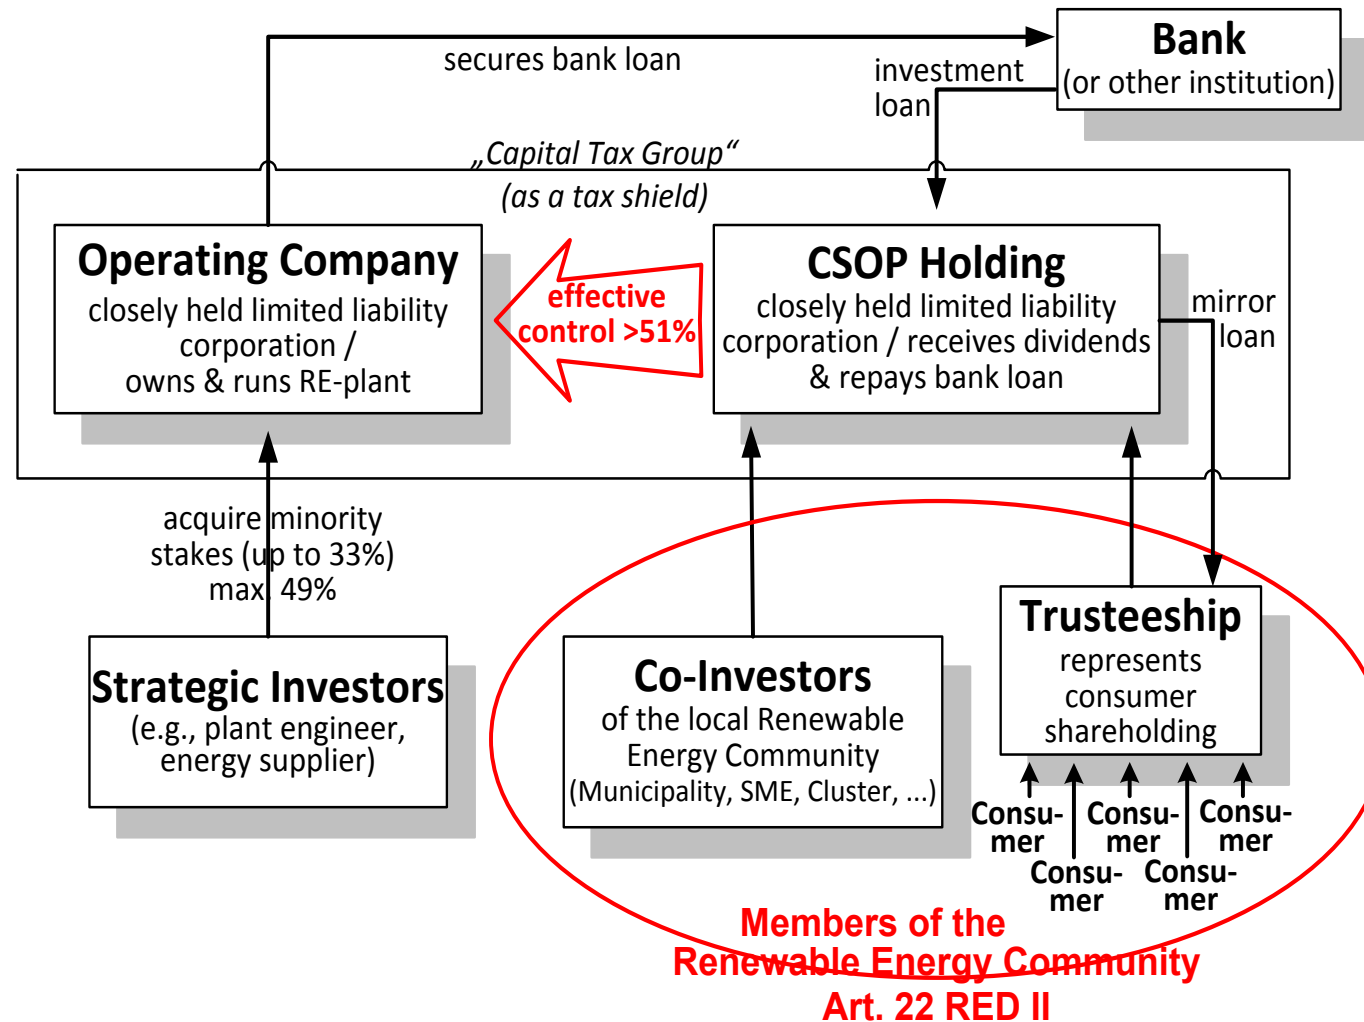 Bank
(or other institution)
secures bank loan
investment
loan
„Capital Tax Group“
(as a tax shield)
Operating Company
closely held limited liability
corporation /
owns & runs RE-plant
effective
control >51%
CSOP Holding
closely held limited liability
corporation / receives dividends
& repays bank loan
mirror
loan
acquire minority
stakes (up to 33%)
max. 49%
Strategic Investors
(e.g., plant engineer,
energy supplier)
Co-Investors
of the local Renewable
Energy Community
(Municipality, SME, Cluster, ...)
Trusteeship
represents
consumer
shareholding
Consu-
mer
Consu-
mer
Consu-
mer
Consu-
mer
Consu-
mer
Members of the
Renewable Energy Community
Art. 22 RED II